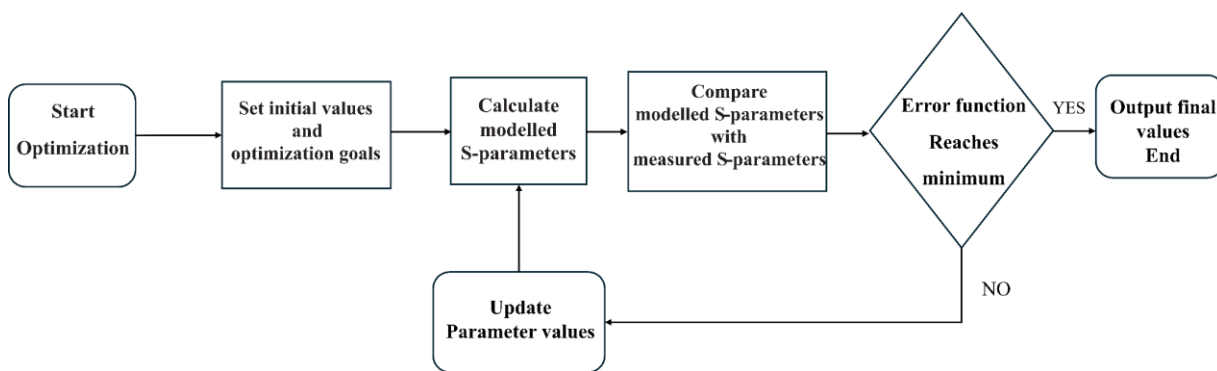 Start
Optimization
Set initial values
and
optimization goals
Calculate
modelled
S-parameters
Compare
modelled S-parameters
with
measured S-parameters
Error function
Reaches
minimum
YES
Output final
values
End
NO
Update
Parameter values